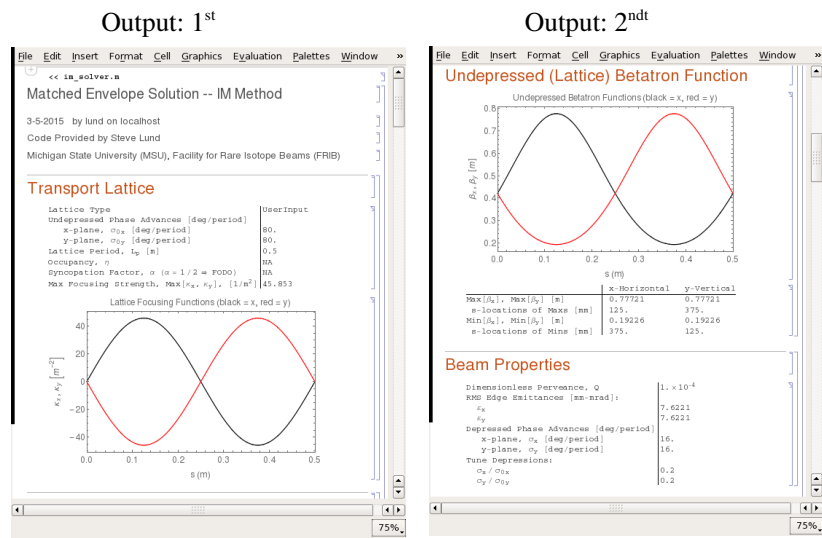 Output: 1st
File Edit Insert Format Cell Graphics Evaluation Palettes Window »
<< im_solver.m
Matched Envelope Solution -- IM Method
3-5-2015 by lund on localhost
Code Provided by Steve Lund
Michigan State University (MSU), Facility for Rare Isotope Beams (FRIB)
Transport Lattice
Lattice Type UserInput
Undepressed Phase Advances [deg/period]
x-plane, σ0x [deg/period] 80.
y-plane, σ0y [deg/period] 80.
Lattice Period, Lp [m] 0.5
Occupancy, η NA
Syncopation Factor, α (α = 1/2 ⇒ FODO) NA
Max Focusing Strength, Max[κx, κy], [1/m²] 45.853
Lattice Focusing Functions (black = x, red = y)
κx, κy [m⁻²]
40
20
0
−20
−40
0.0 0.1 0.2 0.3 0.4 0.5
s (m)
75%
Output: 2ndt
File Edit Insert Format Cell Graphics Evaluation Palettes Window »
Undepressed (Lattice) Betatron Function
Undepressed Betatron Functions (black = x, red = y)
βx, βy [m]
0.8
0.7
0.6
0.5
0.4
0.3
0.2
0.0 0.1 0.2 0.3 0.4 0.5
s (m)
x-Horizontal y-Vertical
Max[βx], Max[βy] [m] 0.77721 0.77721
s-locations of Maxs [mm] 125. 375.
Min[βx], Min[βy] [m] 0.19226 0.19226
s-locations of Mins [mm] 375. 125.
Beam Properties
Dimensionless Perveance, Q 1. × 10⁻⁴
RMS Edge Emittances [mm-mrad]:
εx 7.6221
εy 7.6221
Depressed Phase Advances [deg/period]
x-plane, σx [deg/period] 16.
y-plane, σy [deg/period] 16.
Tune Depressions:
σx / σ0x 0.2
σy / σ0y 0.2
75%